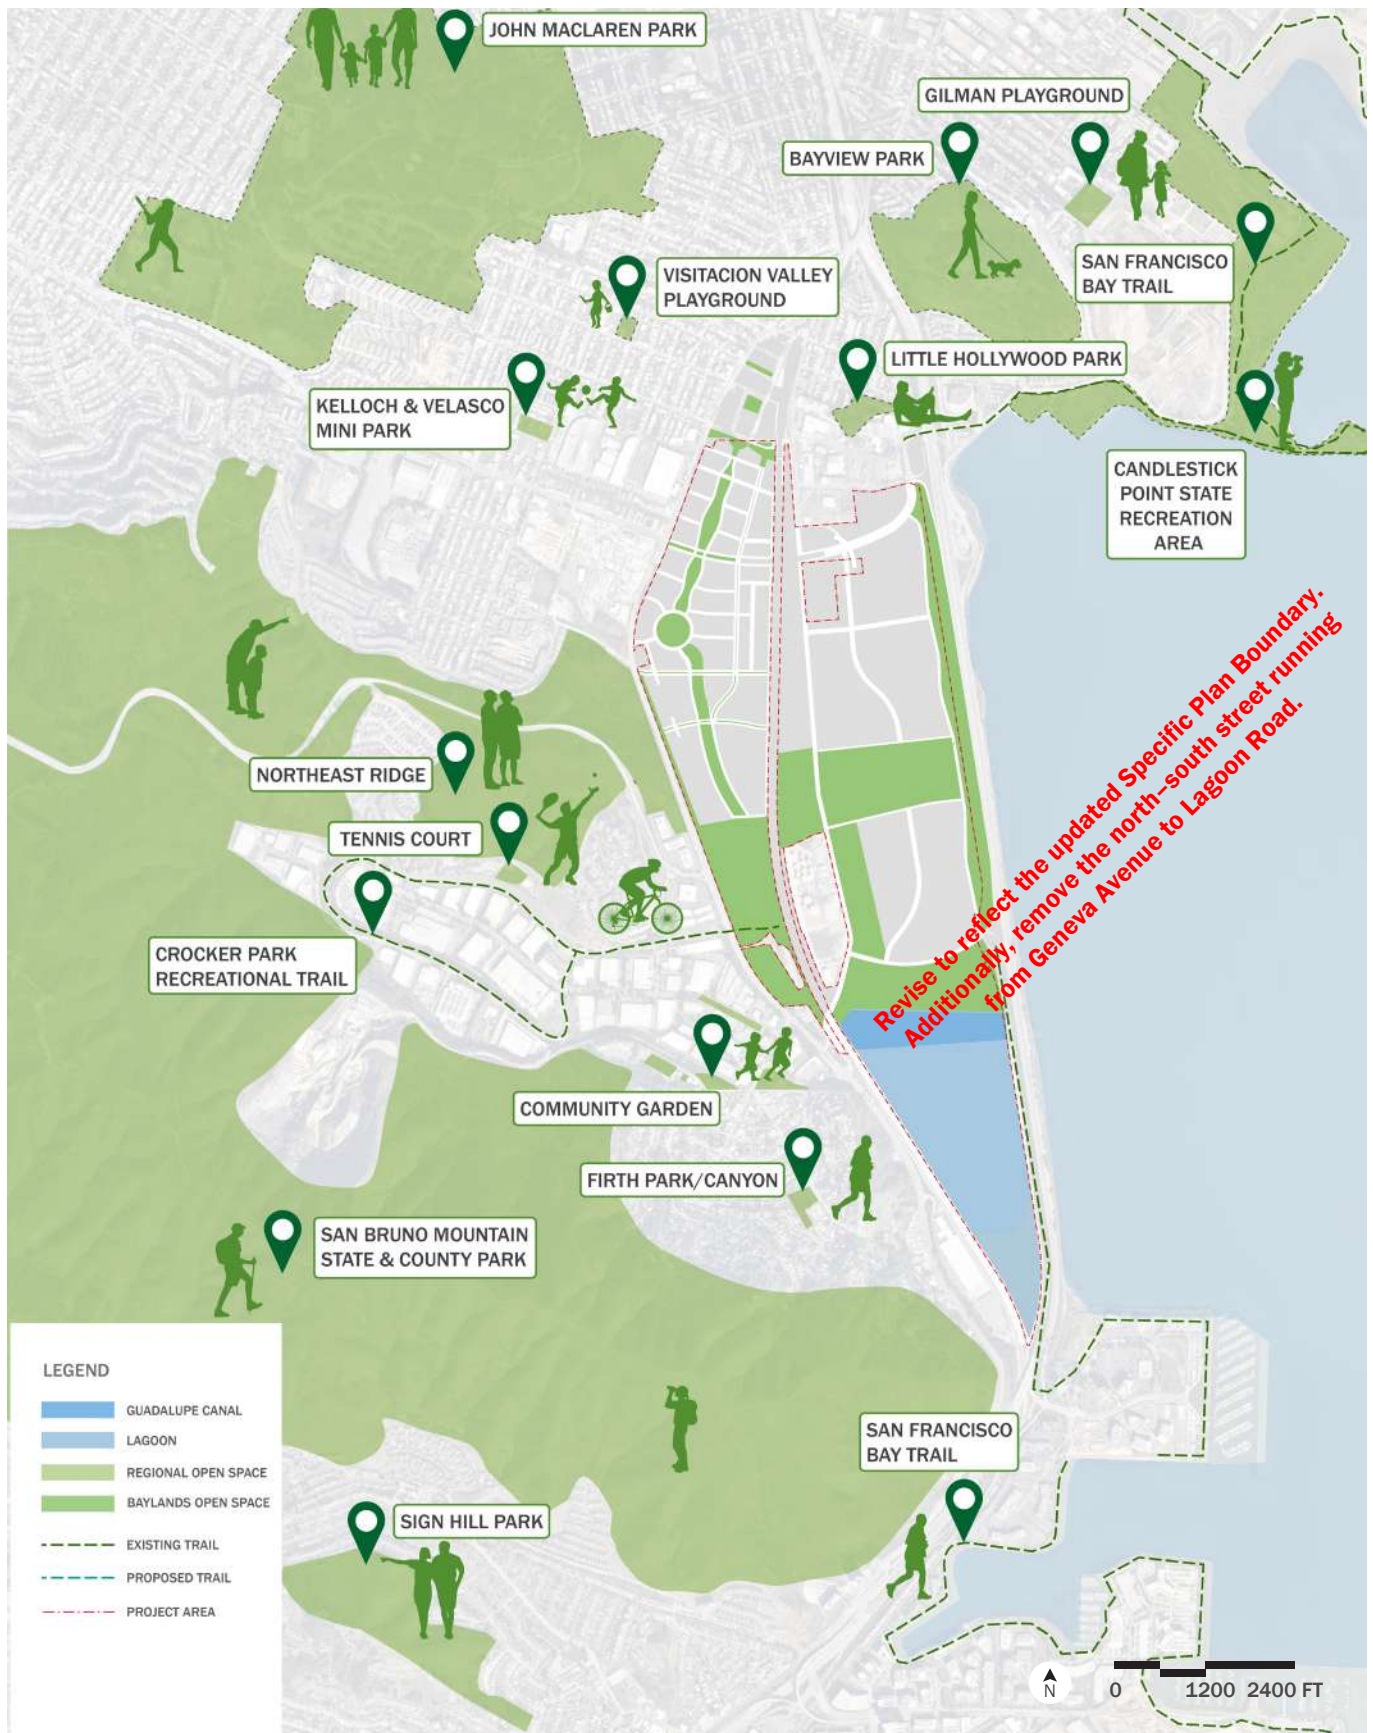 JOHN MACLAREN PARK
GILMAN PLAYGROUND
BAYVIEW PARK
SAN FRANCISCO
BAY TRAIL
VISITACION VALLEY
PLAYGROUND
LITTLE HOLLYWOOD PARK
KELLOCH & VELASCO
MINI PARK
CANDLESTICK
POINT STATE
RECREATION
AREA
Revise to reflect the updated Specific Plan Boundary.
Additionally, remove the north-south street running
from Geneva Avenue to Lagoon Road.
NORTHEAST RIDGE
TENNIS COURT
CROCKER PARK
RECREATIONAL TRAIL
COMMUNITY GARDEN
FIRTH PARK/CANYON
SAN BRUNO MOUNTAIN
STATE & COUNTY PARK
LEGEND
GUADALUPE CANAL
LAGOON
REGIONAL OPEN SPACE
BAYLANDS OPEN SPACE
EXISTING TRAIL
PROPOSED TRAIL
PROJECT AREA
SAN FRANCISCO
BAY TRAIL
SIGN HILL PARK
N
0 1200 2400 FT